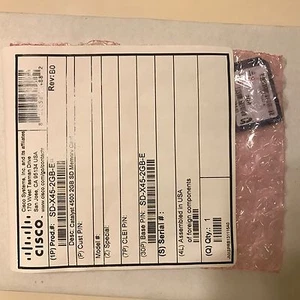 cisco
Cisco Systems, Inc. and its affiliates
170 West Tasman Drive
San Jose, CA 95134 USA
Rev: B0
(1P) Prod.#: SD-X45-2GB-E
Desc: Catalyst 4500 2GB SD Memory
(P) Cust P/N:
Model #:
(Z) Special:
(7P) CLEI P/N:
(30P) Base P/N: SD-X45-2GB-E
(S) Serial #:
(4L) Assembled in USA
of foreign components
(Q) Qty.: 1